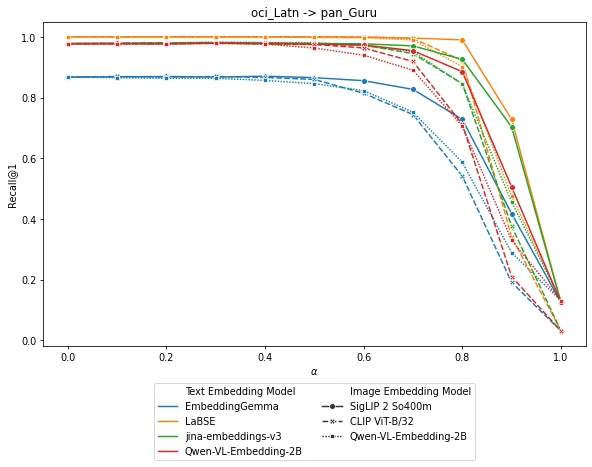 oci_Latn -> pan_Guru
Recall@1
1.0
0.8
0.6
0.4
0.2
0.0
0.0
0.2
0.4
0.6
0.8
1.0
α
Text Embedding Model
EmbeddingGemma
LaBSE
jina-embeddings-v3
Qwen-VL-Embedding-2B
Image Embedding Model
SigLIP 2 So400m
CLIP ViT-B/32
Qwen-VL-Embedding-2B